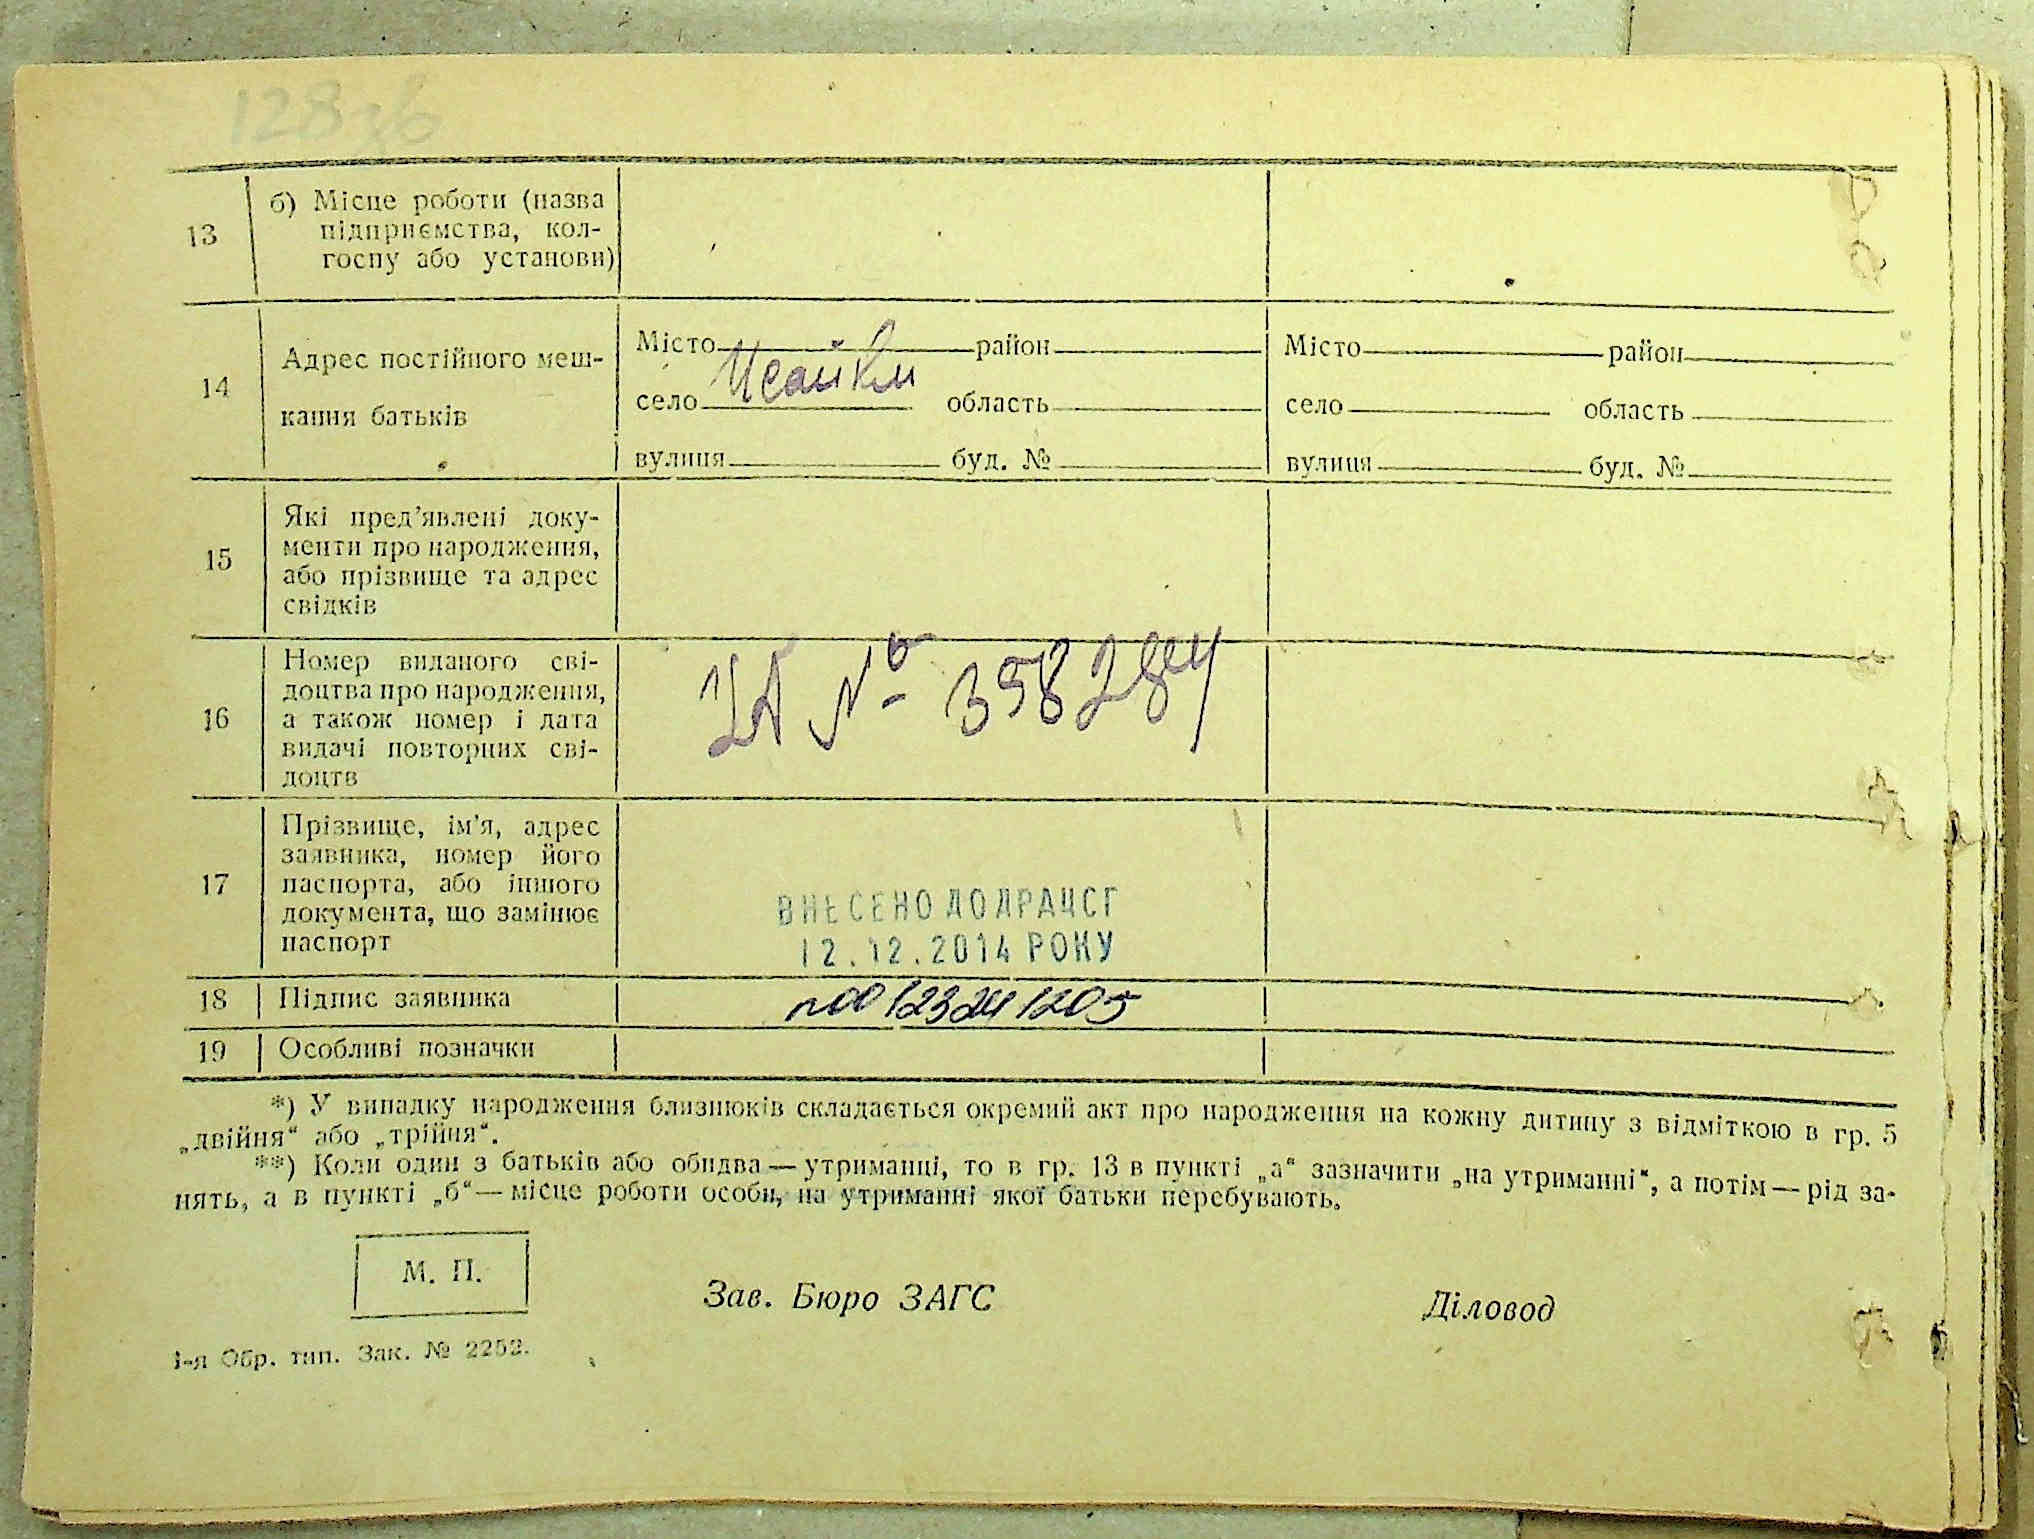 128зв
13 б) Місце роботи (назва
підприємства, кол-
госпу або установи)
14 Адрес постійного меш-
кання батьків
Місто район
село Исайки область
вулиця буд. №
Місто район
село область
вулиця буд. №
15 Які пред’явлені доку-
менти про народження,
або прізвище та адрес
свідків
16 Номер виданого сві-
доцтва про народження,
а також номер і дата
видачі повторних сві-
доцтв
№ 398284
17 Прізвище, ім’я, адрес
заявника, номер його
паспорта, або іншого
документа, що замінює
паспорт
ВНЕСЕНО ДО ДРАЦСГ
12.12.2014 РОКУ
18 Підпис заявника
19 Особливі позначки
*) У випадку народження близнюків складається окремий акт про народження на кожну дитину з відміткою в гр. 5
„двійня“ або „трійня“.
**) Коли один з батьків або обидва — утриманці, то в гр. 13 в пункті „а“ зазначити „на утриманні“, а потім — рід за-
нять, а в пункті „б“ — місце роботи особи, на утриманні якої батьки перебувають.
М. П.
Зав. Бюро ЗАГС
Діловод
1-я Обр. тип. Зак. № 2252.